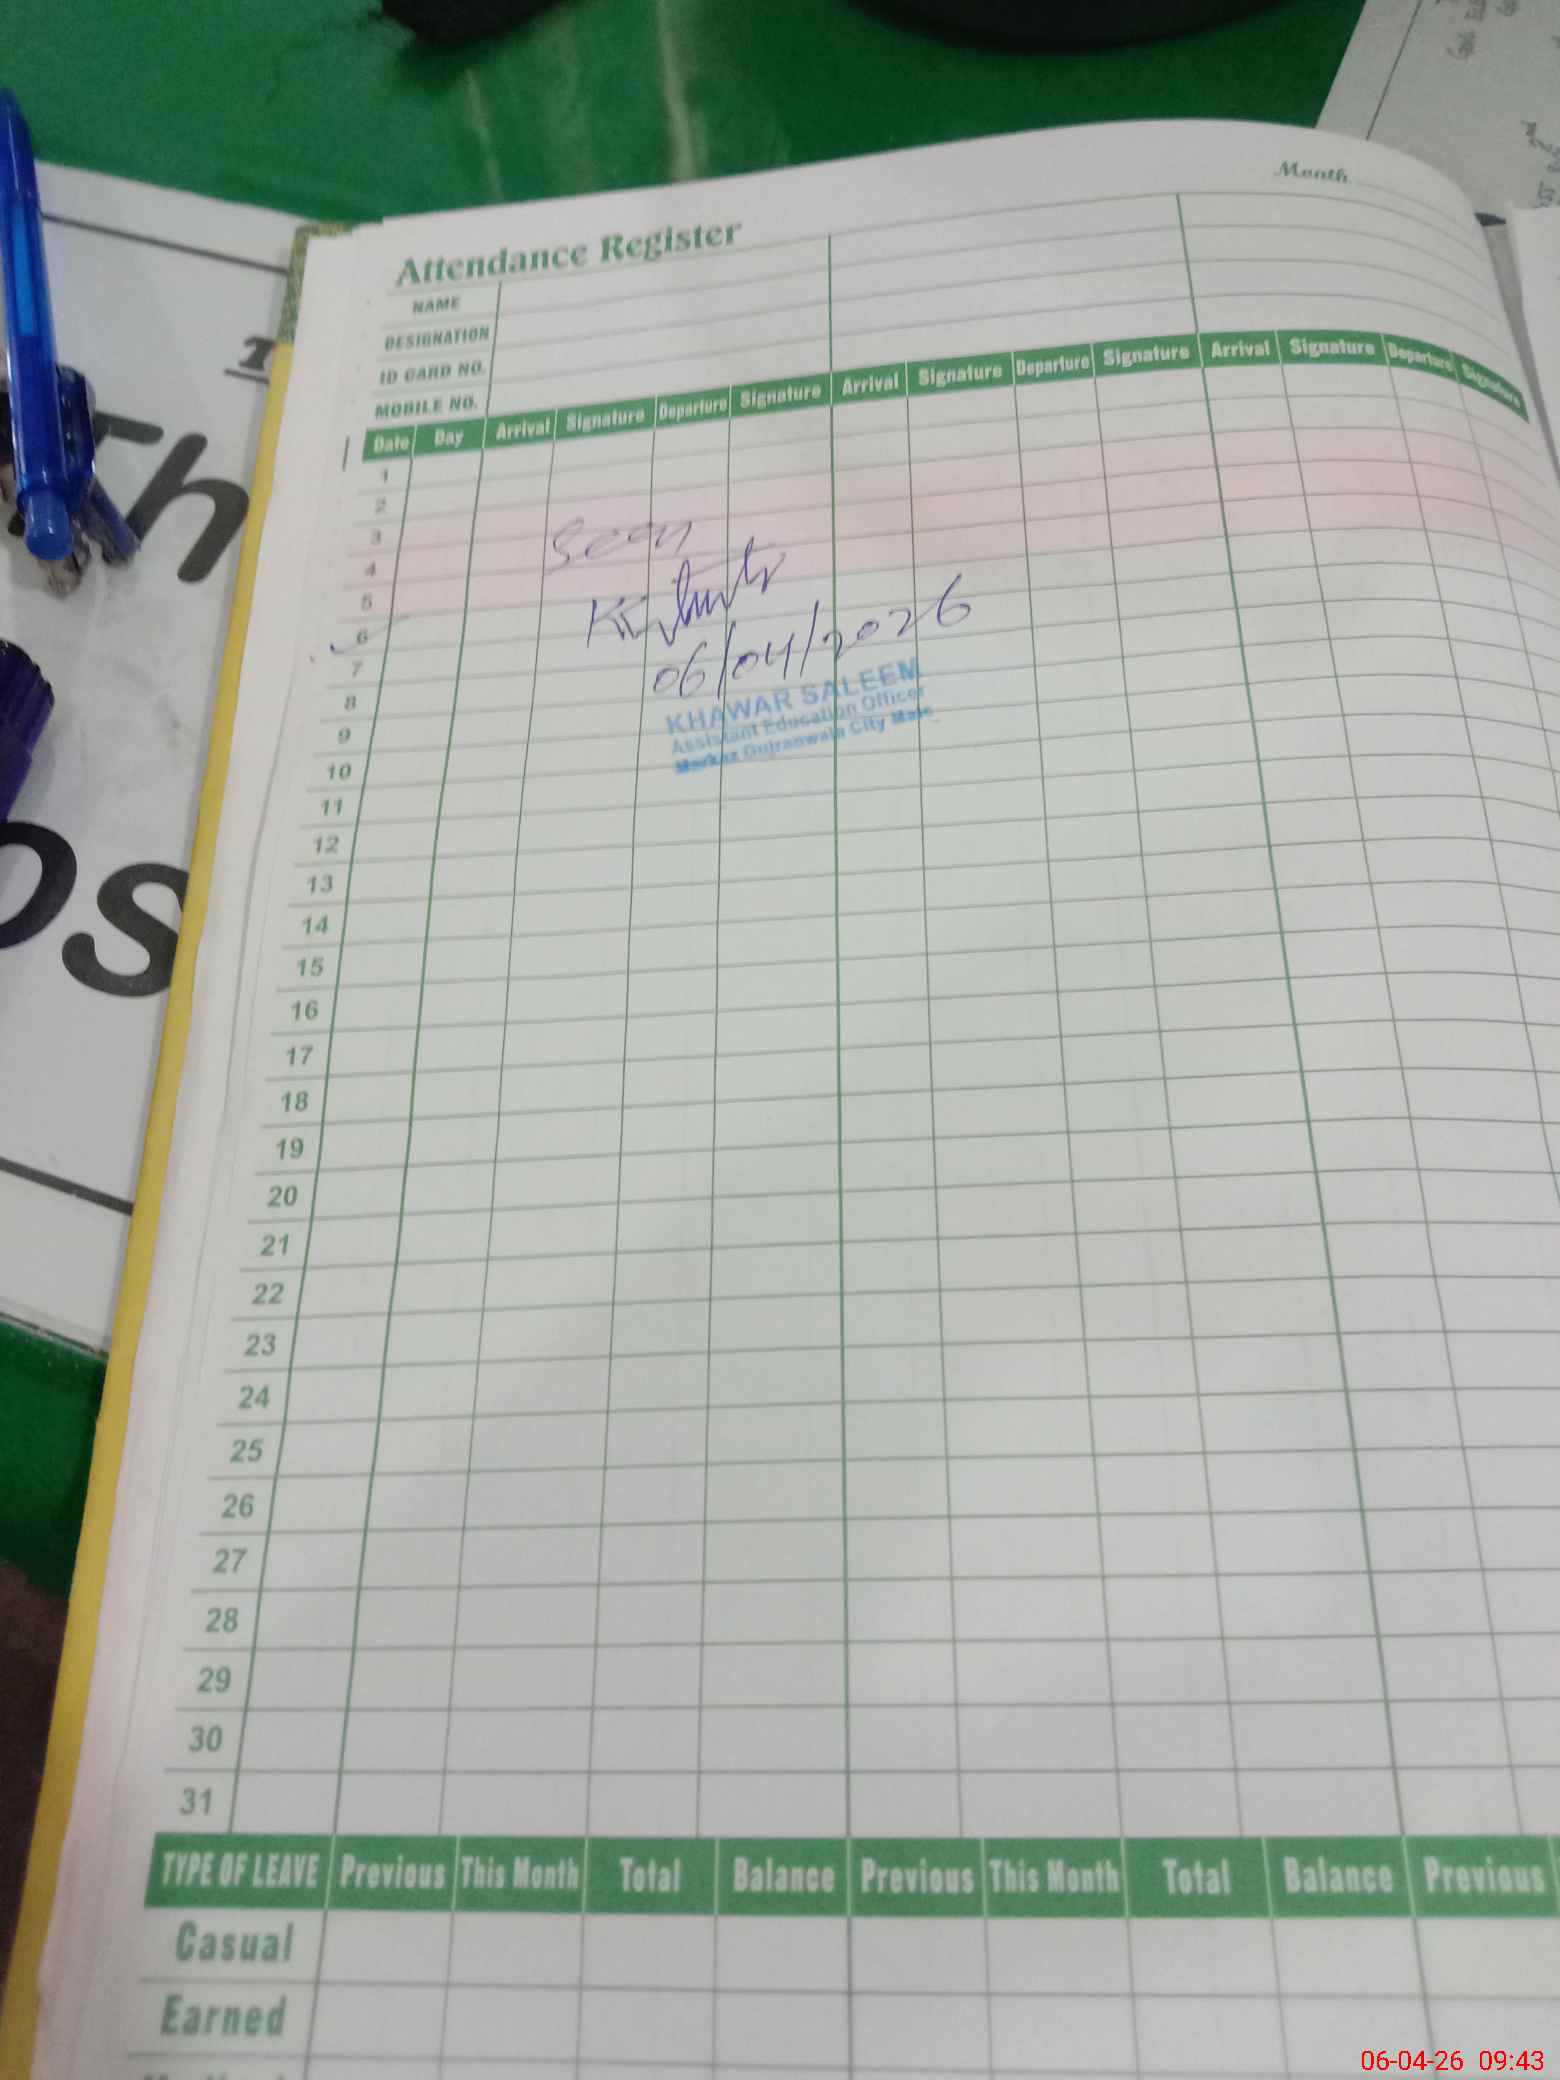 Month
Attendance Register
NAME
DESIGNATION
ID CARD NO.
MOBILE NO.
Date Day Arrival Signature Departure Signature Arrival Signature Departure Signature Arrival Signature Departure Signature
1
2
3
4
5
6
7
8
9
10
11
12
13
14
15
16
17
18
19
20
21
22
23
24
25
26
27
28
29
30
31
Seen
06/04/2026
KHAWAR SALEEM
Assistant Education Officer
Markaz Gujranwala City Male
TYPE OF LEAVE Previous This Month Total Balance Previous This Month Total Balance Previous
Casual
Earned
Th
os
06-04-26 09:43